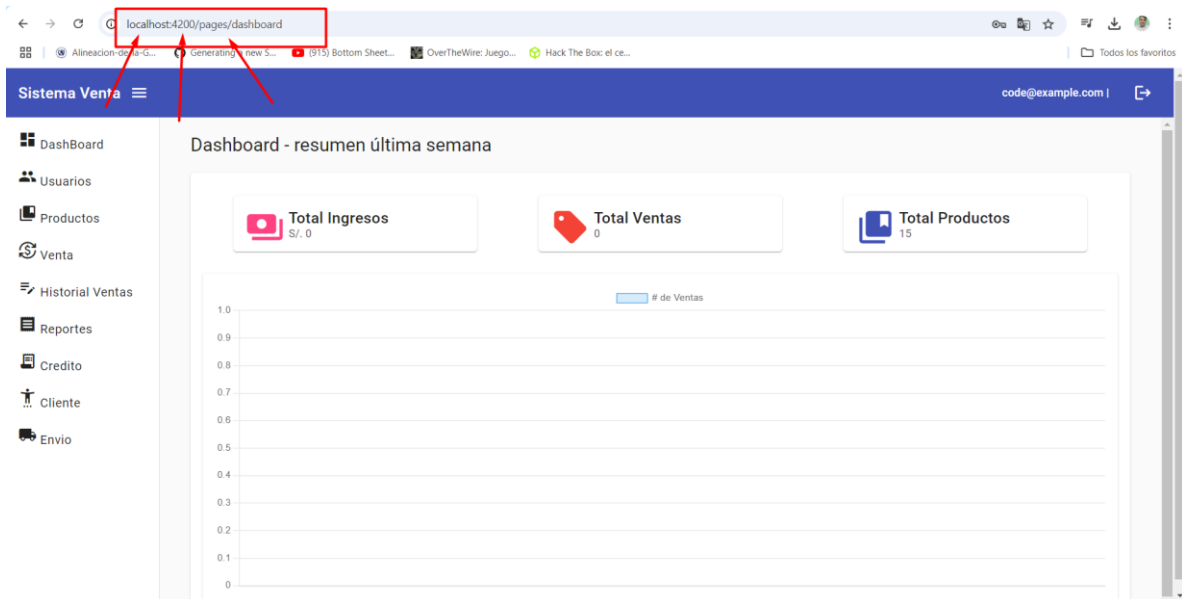 localhost:4200/pages/dashboard
Alineacion-de-la-G... Generating a new S... (915) Bottom Sheet... OverTheWire: Juego... Hack The Box: el ce... Todos los favoritos
Sistema Venta code@example.com |
DashBoard
Usuarios
Productos
Venta
Historial Ventas
Reportes
Credito
Cliente
Envio
Dashboard - resumen última semana
Total Ingresos
S/. 0
Total Ventas
0
Total Productos
15
# de Ventas
1.0
0.9
0.8
0.7
0.6
0.5
0.4
0.3
0.2
0.1
0